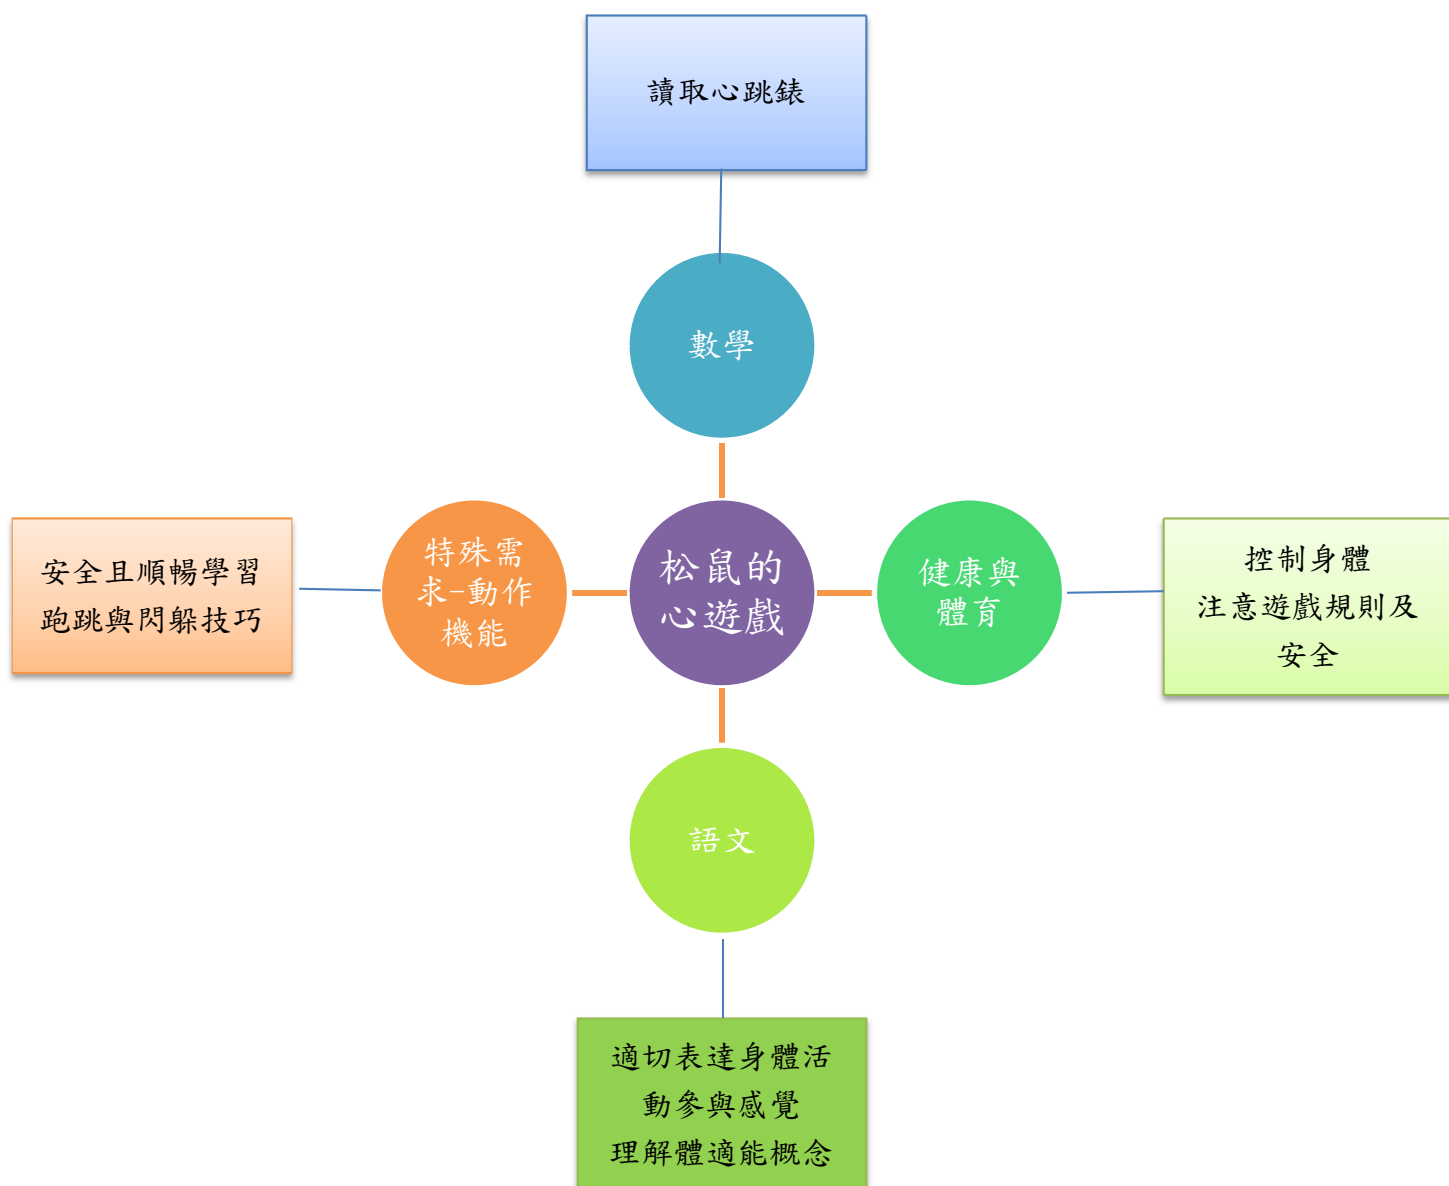 讀取心跳錶
數學
特殊需
求-動作
機能
安全且順暢學習
跑跳與閃躲技巧
松鼠的
心遊戲
健康與
體育
控制身體
注意遊戲規則及
安全
語文
適切表達身體活
動參與感覺
理解體適能概念